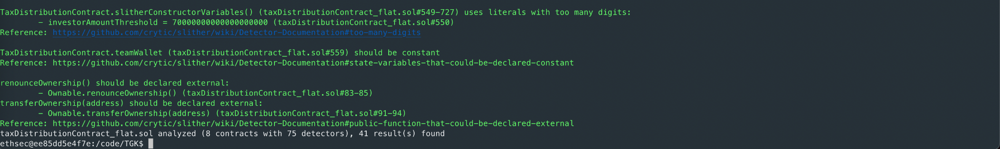 TaxDistributionContract.slitherConstructorVariables() (taxDistributionContract_flat.sol#549-727) uses literals with too many digits:
- investorAmountThreshold = 70000000000000000000 (taxDistributionContract_flat.sol#550)
Reference: https://github.com/crytic/slither/wiki/Detector-Documentation#too-many-digits
TaxDistributionContract.teamWallet (taxDistributionContract_flat.sol#559) should be constant
Reference: https://github.com/crytic/slither/wiki/Detector-Documentation#state-variables-that-could-be-declared-constant
renounceOwnership() should be declared external:
- Ownable.renounceOwnership() (taxDistributionContract_flat.sol#83-85)
transferOwnership(address) should be declared external:
- Ownable.transferOwnership(address) (taxDistributionContract_flat.sol#91-94)
Reference: https://github.com/crytic/slither/wiki/Detector-Documentation#public-function-that-could-be-declared-external
taxDistributionContract_flat.sol analyzed (8 contracts with 75 detectors), 41 result(s) found
ethsec@ee85dd5e4f7e:/code/TGK$